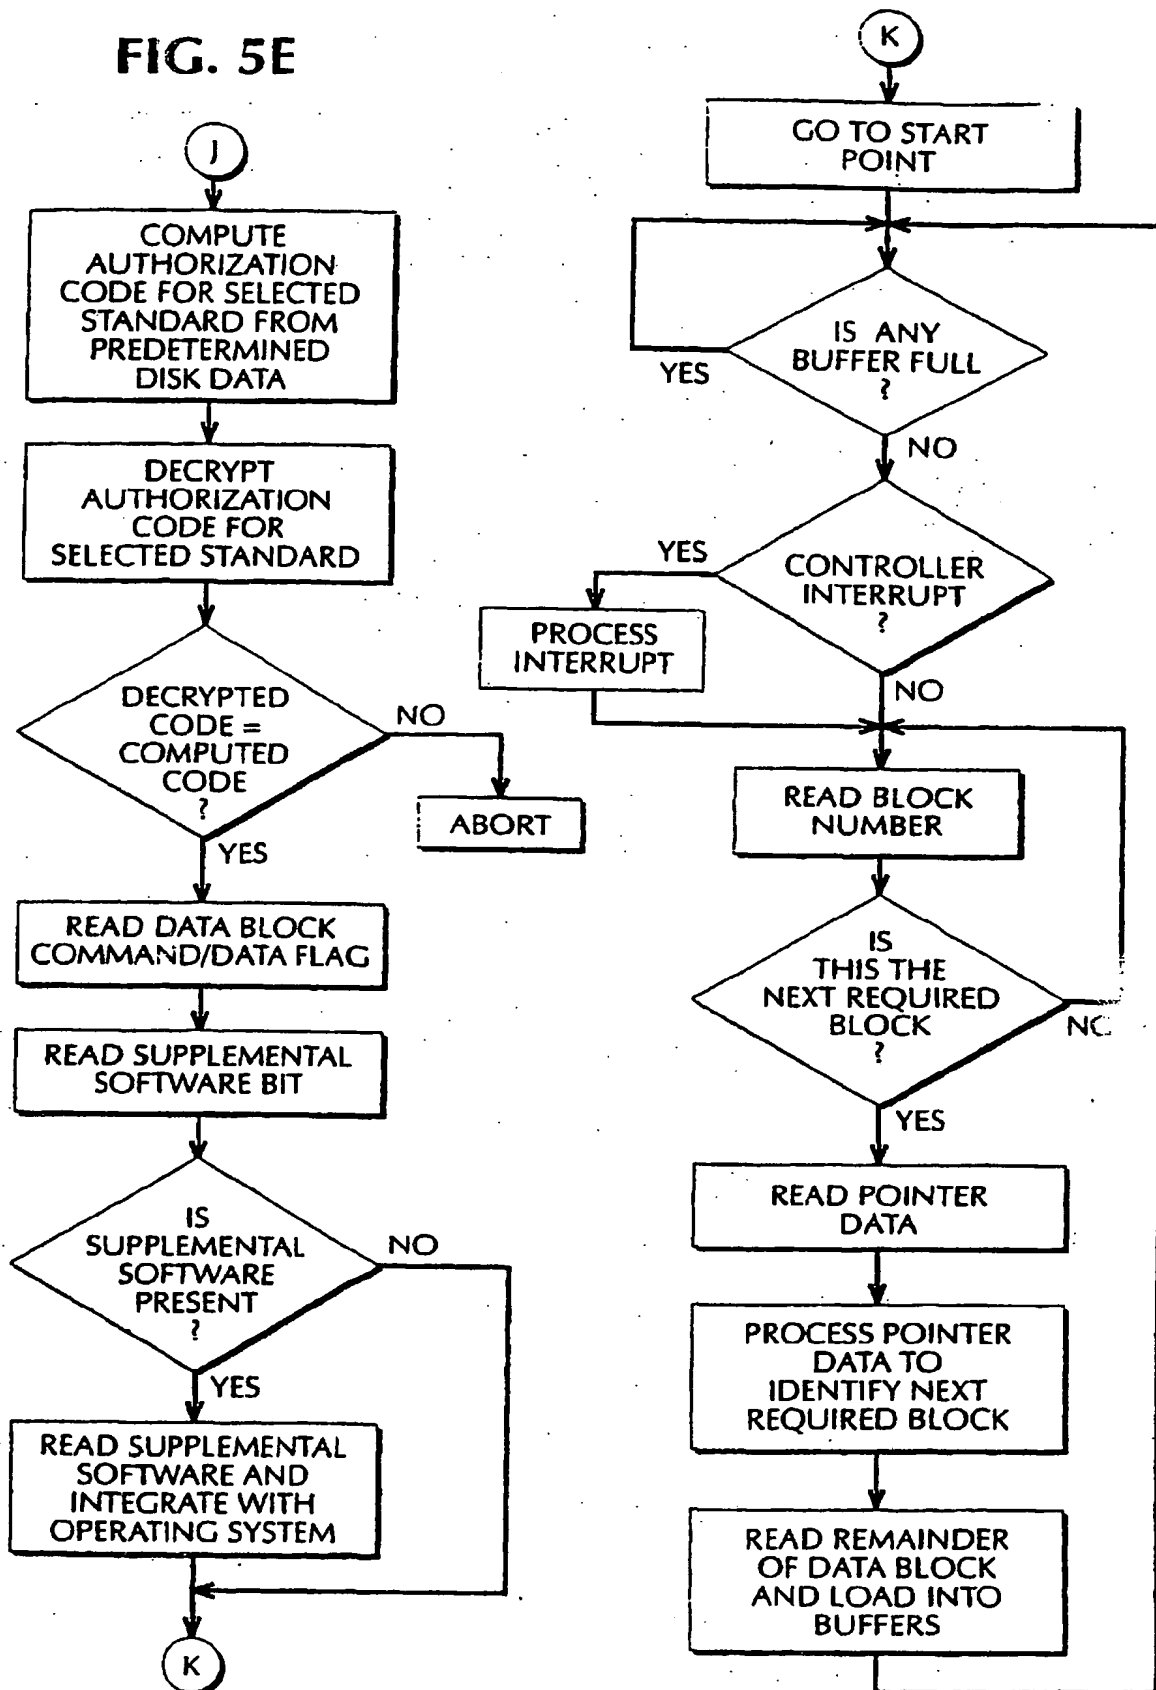 FIG. 5E
J
COMPUTE
AUTHORIZATION
CODE FOR SELECTED
STANDARD FROM
PREDETERMINED
DISK DATA
DECRYPT
AUTHORIZATION
CODE FOR
SELECTED STANDARD
DECRYPTED
CODE =
COMPUTED
CODE
?
NO
ABORT
YES
READ DATA BLOCK
COMMAND/DATA FLAG
READ SUPPLEMENTAL
SOFTWARE BIT
IS
SUPPLEMENTAL
SOFTWARE
PRESENT
?
NO
YES
READ SUPPLEMENTAL
SOFTWARE AND
INTEGRATE WITH
OPERATING SYSTEM
K
K
GO TO START
POINT
IS ANY
BUFFER FULL
?
YES
NO
CONTROLLER
INTERRUPT
?
YES
PROCESS
INTERRUPT
NO
READ BLOCK
NUMBER
IS
THIS THE
NEXT REQUIRED
BLOCK
?
NO
YES
READ POINTER
DATA
PROCESS POINTER
DATA TO
IDENTIFY NEXT
REQUIRED BLOCK
READ REMAINDER
OF DATA BLOCK
AND LOAD INTO
BUFFERS